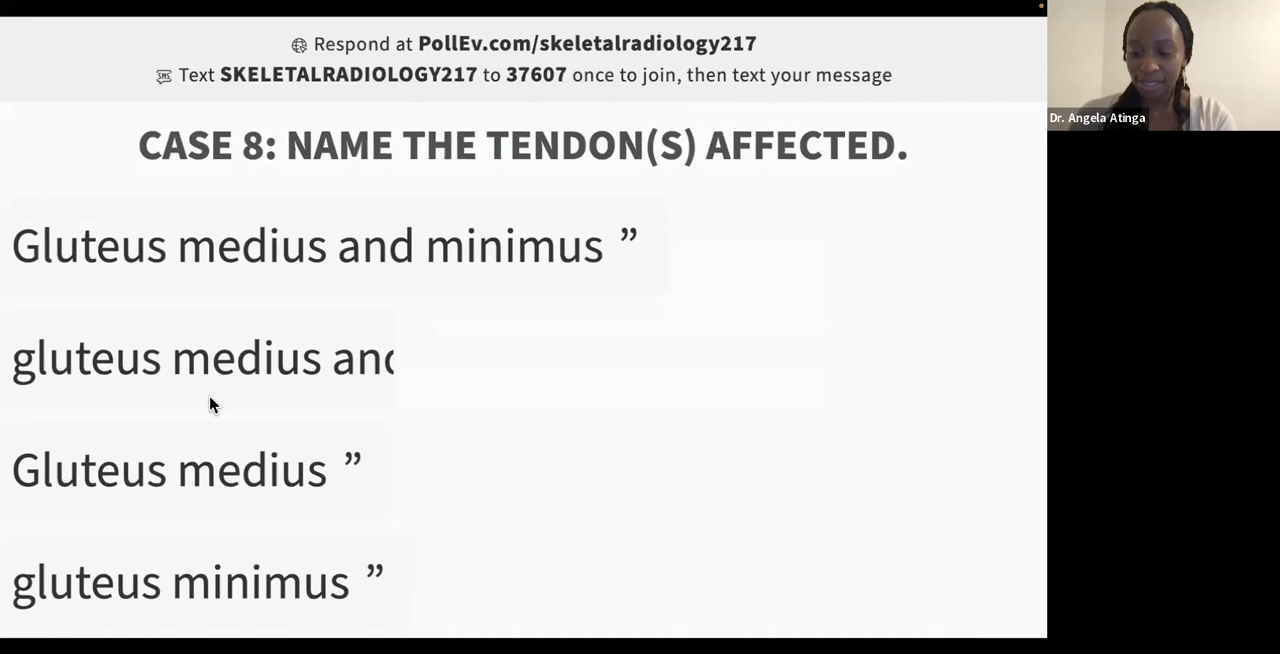 Respond at PollEv.com/skeletalradiology217
Text SKELETALRADIOLOGY217 to 37607 once to join, then text your message
Dr. Angela Atinga
CASE 8: NAME THE TENDON(S) AFFECTED.
Gluteus medius and minimus ”
gluteus medius and
Gluteus medius ”
gluteus minimus ”